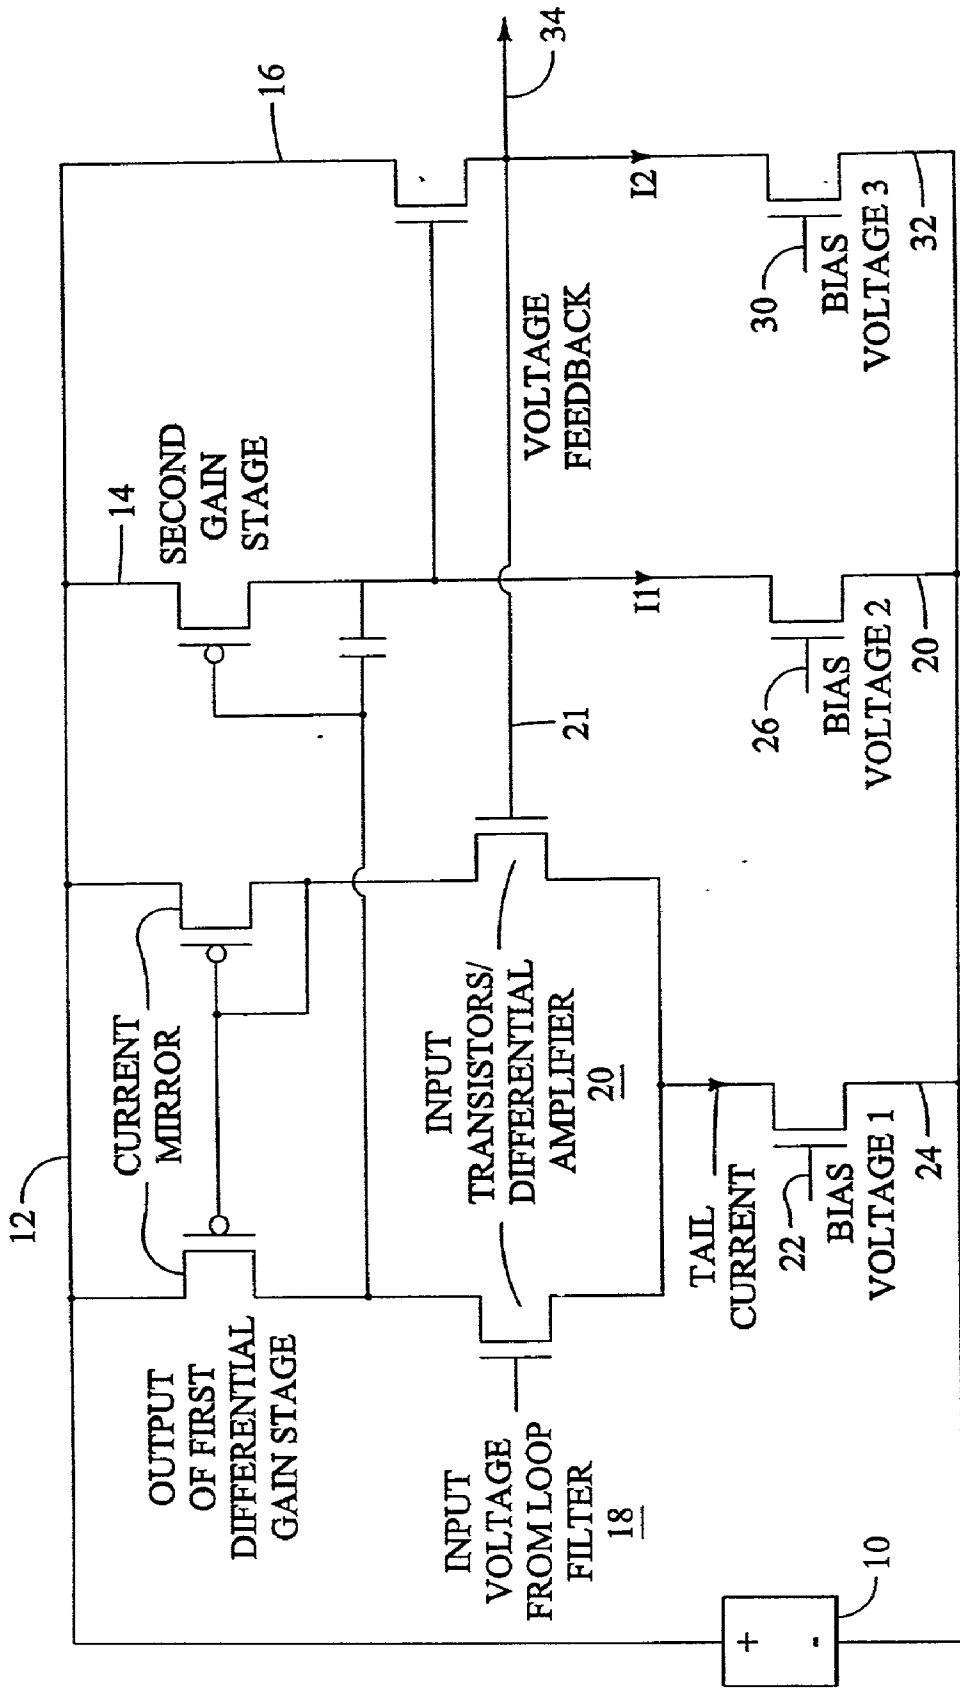 12
CURRENT
MIRROR
14
SECOND
GAIN
STAGE
16
OUTPUT
OF FIRST
DIFFERENTIAL
GAIN STAGE
INPUT
VOLTAGE
FROM LOOP
FILTER
18
INPUT
TRANSISTORS/
DIFFERENTIAL
AMPLIFIER
20
21
VOLTAGE
FEEDBACK
34
TAIL
CURRENT
I1
I2
10
+
-
22
BIAS
VOLTAGE 1
24
26
BIAS
VOLTAGE 2
20
30
BIAS
VOLTAGE 3
32